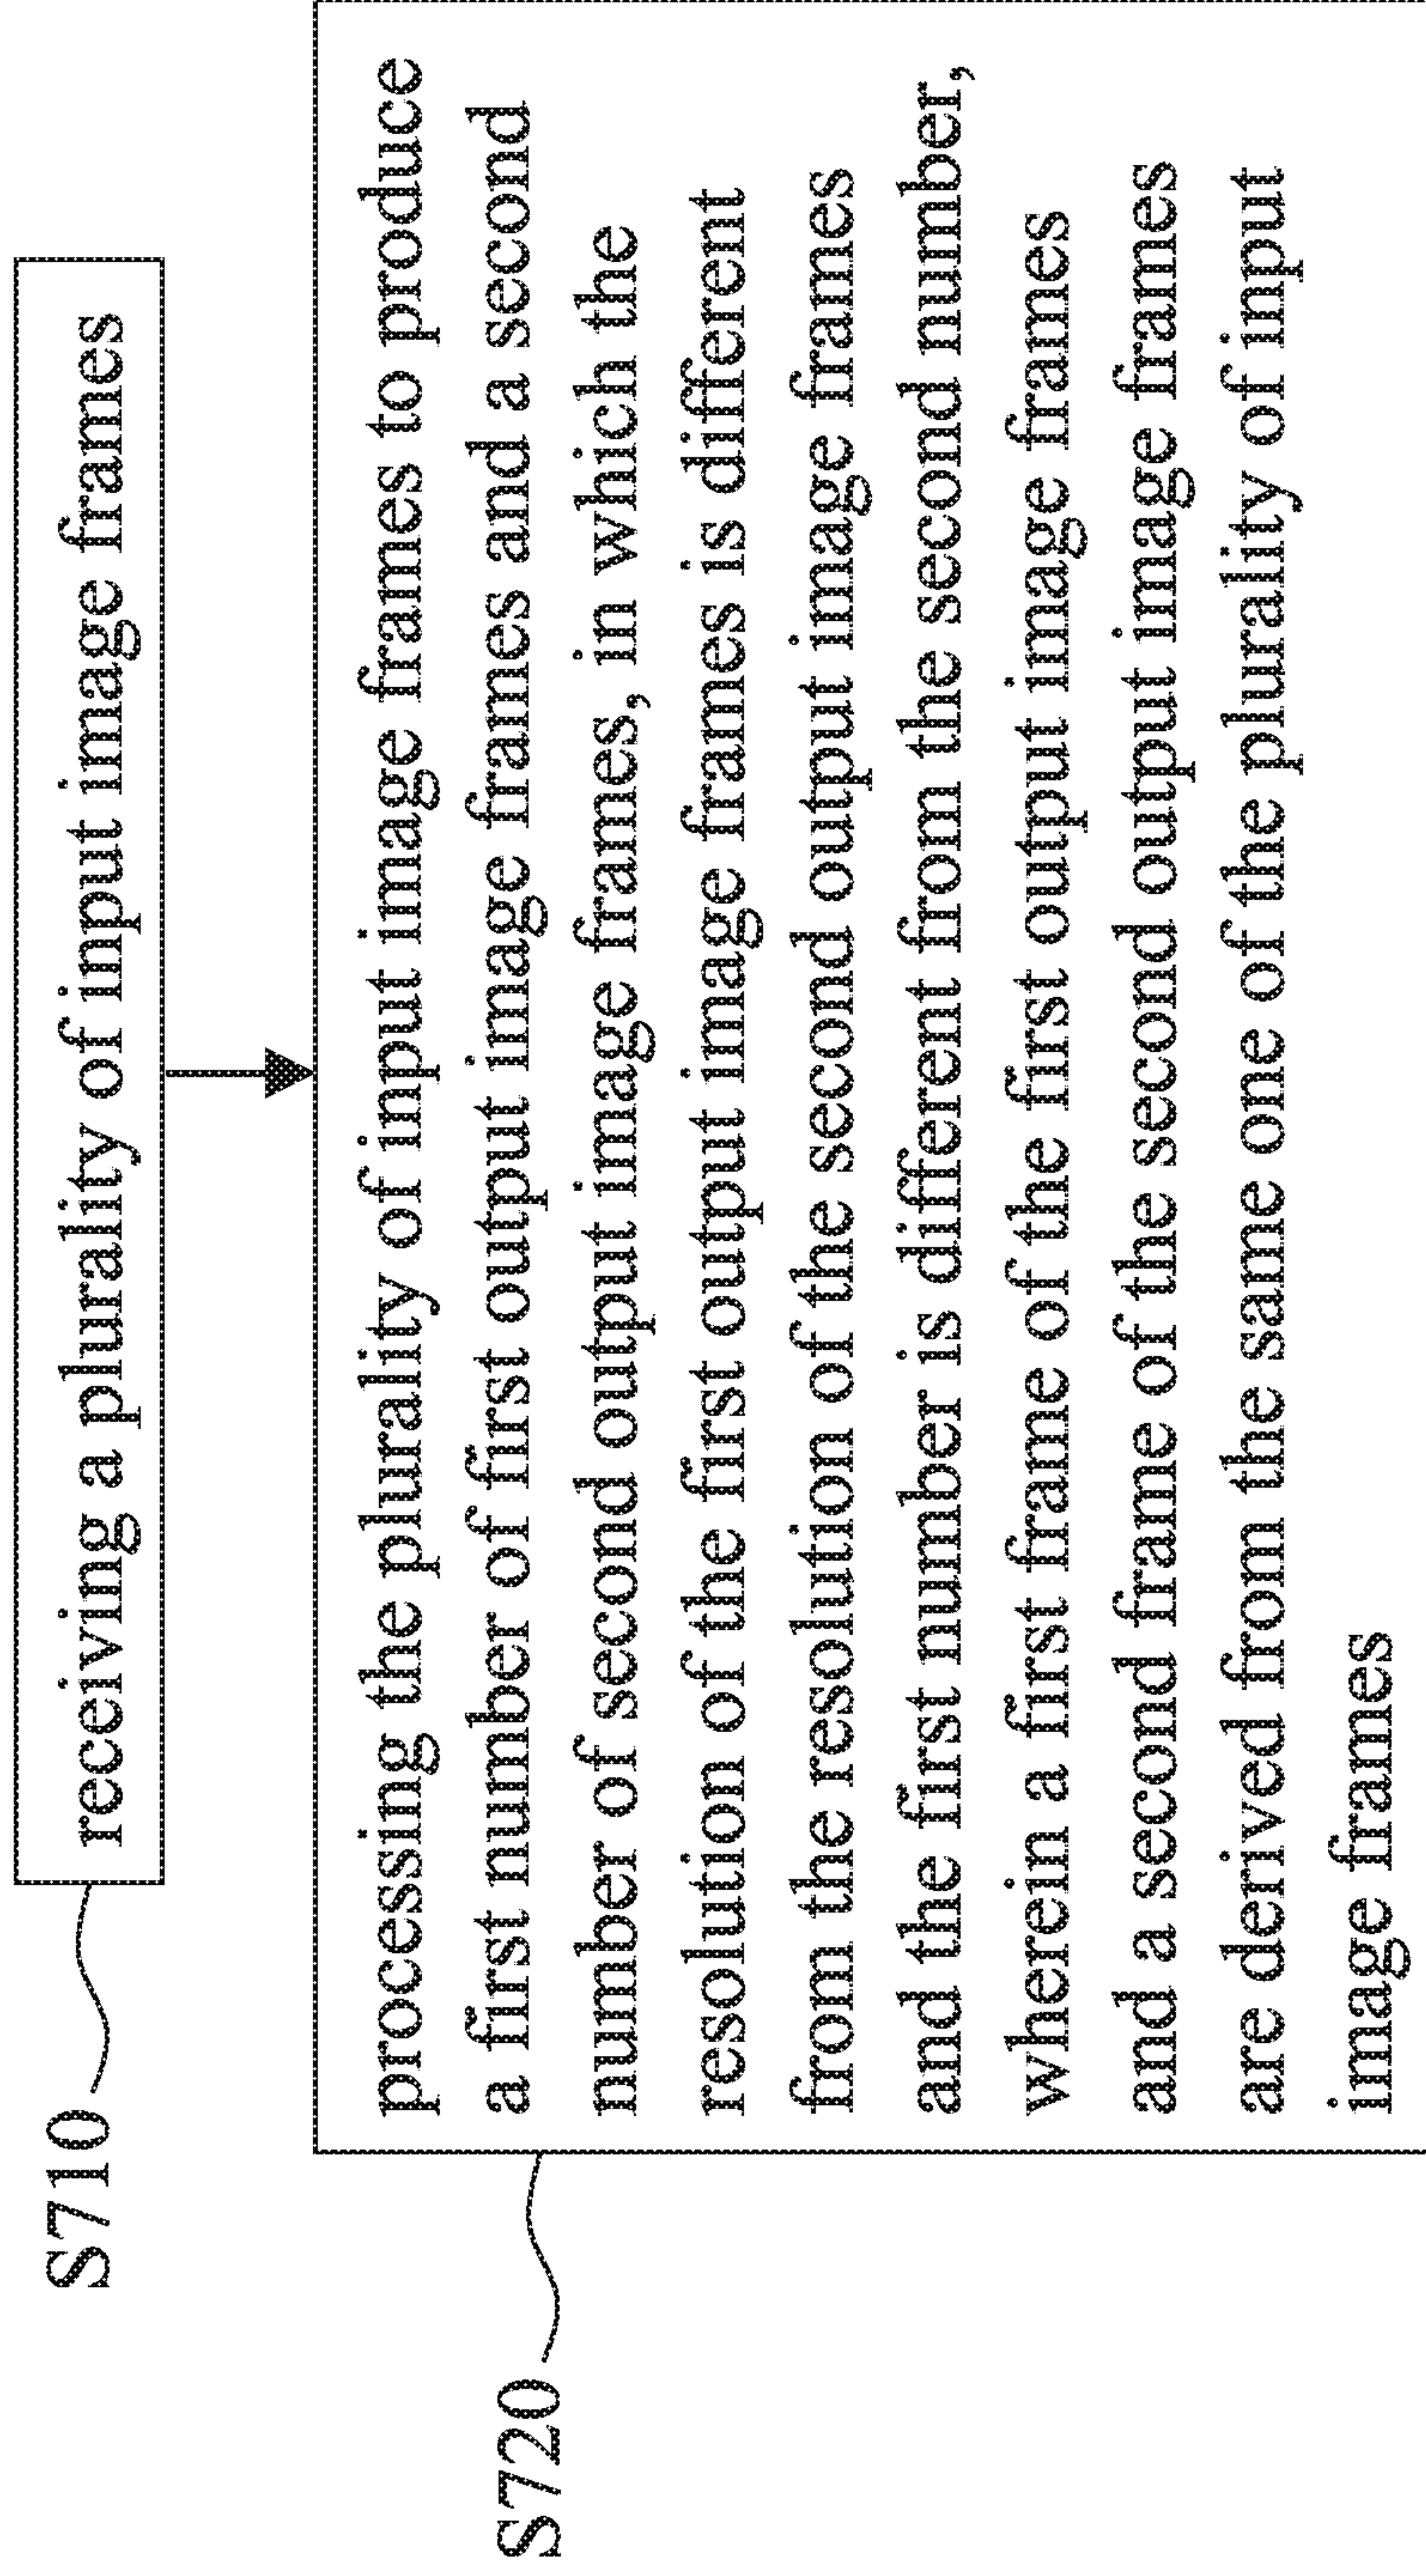 S710
receiving a plurality of input image frames
S720
processing the plurality of input image frames to produce
a first number of first output image frames and a second
number of second output image frames, in which the
resolution of the first output image frames is different
from the resolution of the second output image frames
and the first number is different from the second number,
wherein a first frame of the first output image frames
and a second frame of the second output image frames
are derived from the same one of the plurality of input
image frames